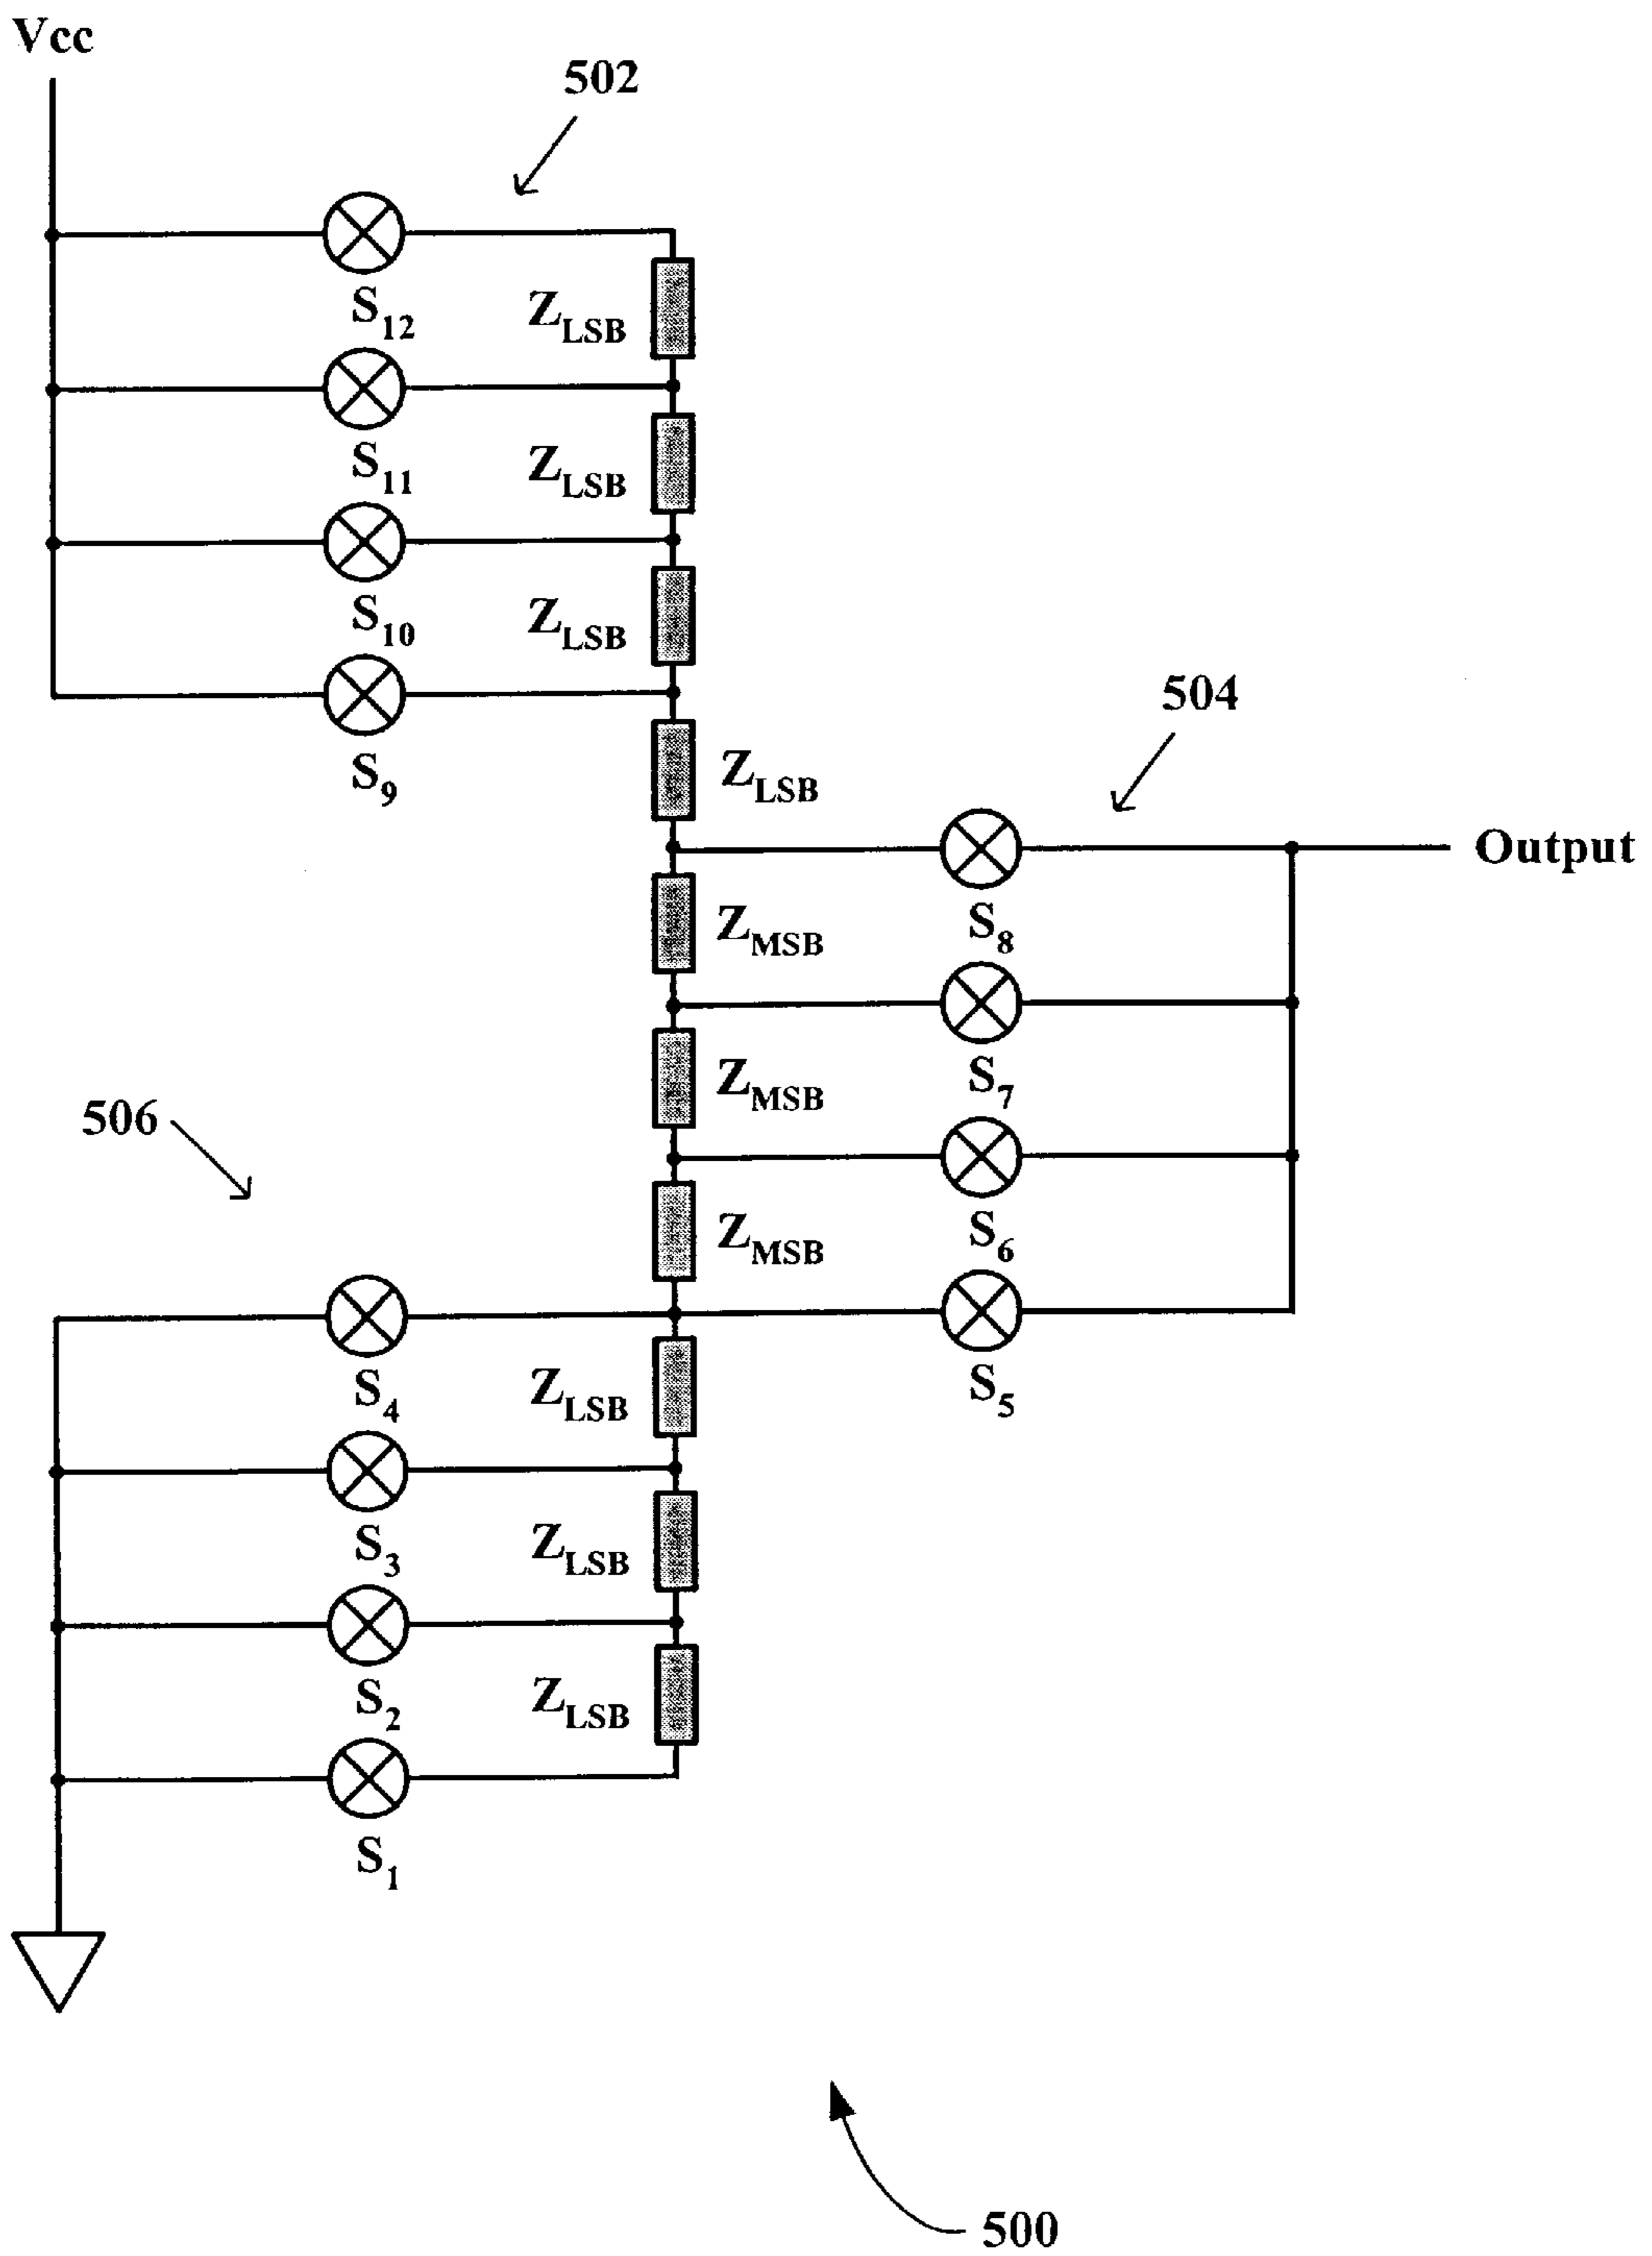 Vcc
502
S12
ZLSB
S11
ZLSB
S10
ZLSB
S9
ZLSB
504
Output
S8
ZMSB
S7
ZMSB
506
S6
ZMSB
S5
S4
ZLSB
S3
ZLSB
S2
ZLSB
S1
500